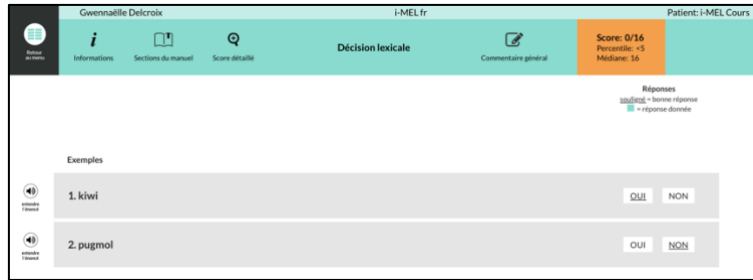 Gwennaëlle Delcroix
i-MEL fr
Patient: i-MEL Cours
Retour
au menu
Informations
Sections du manuel
Score détaillé
Décision lexicale
Commentaire général
Score: 0/16
Percentile: <5
Médiane: 16
Réponses
souligné = bonne réponse
= réponse donnée
Exemples
entendre
l'énoncé
1. kiwi
OUI NON
entendre
l'énoncé
2. pugmol
OUI NON